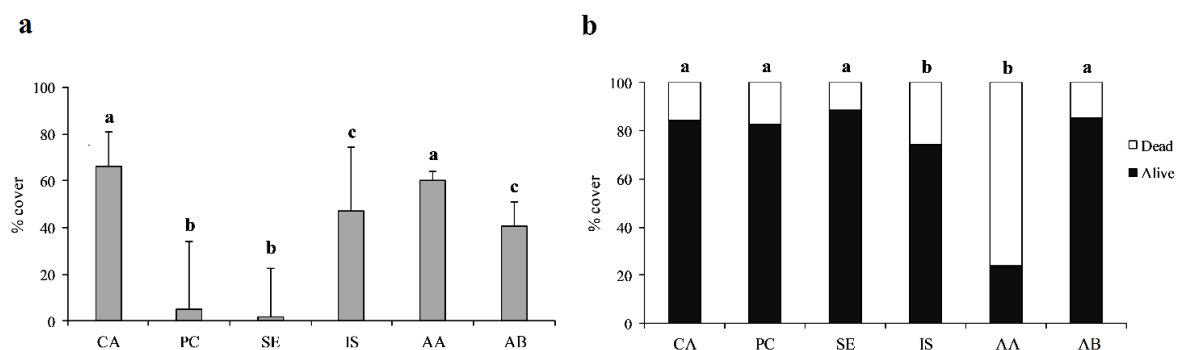 a
% cover
100
80
60
40
20
0
a
b
b
c
a
c
CA PC SE IS AA AB
b
% cover
100
80
60
40
20
0
a a a b b a
CA PC SE IS AA AB
Dead
Alive